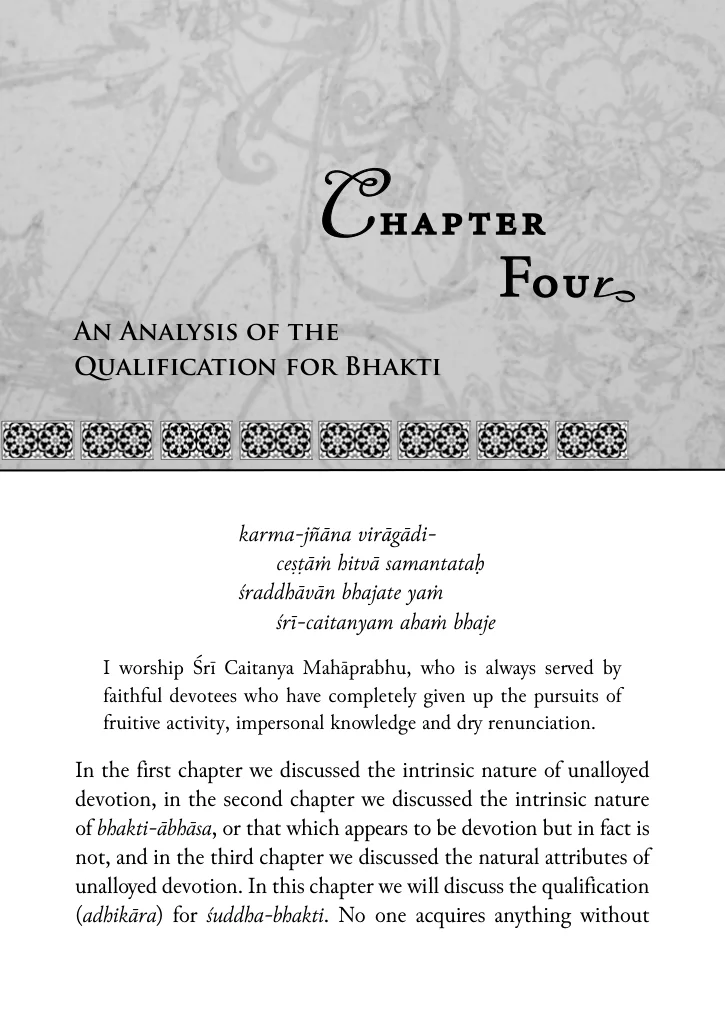 Chapter
Four
An Analysis of the
Qualification for Bhakti
karma-jñāna virāgādi-
ceṣṭāṁ hitvā samantataḥ
śraddhāvān bhajate yaṁ
śrī-caitanyam ahaṁ bhaje
I worship Śrī Caitanya Mahāprabhu, who is always served by
faithful devotees who have completely given up the pursuits of
fruitive activity, impersonal knowledge and dry renunciation.
In the first chapter we discussed the intrinsic nature of unalloyed
devotion, in the second chapter we discussed the intrinsic nature
of bhakti-ābhāsa, or that which appears to be devotion but in fact is
not, and in the third chapter we discussed the natural attributes of
unalloyed devotion. In this chapter we will discuss the qualification
(adhikāra) for śuddha-bhakti. No one acquires anything without